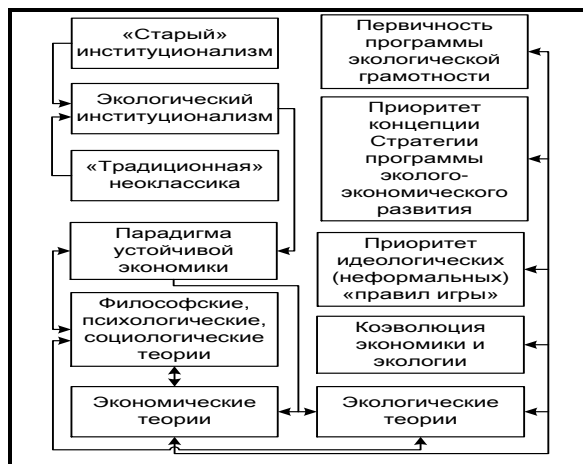 «Старый»
институционализм
Экологический
институционализм
«Традиционная»
неоклассика
Парадигма
устойчивой
экономики
Философские,
психологические,
социологические
теории
Экономические
теории
Первичность
программы
экологической
грамотности
Приоритет
концепции
Стратегии
программы
эколого-
экономического
развития
Приоритет
идеологических
(неформальных)
«правил игры»
Коэволюция
экономики и
экологии
Экологические
теории